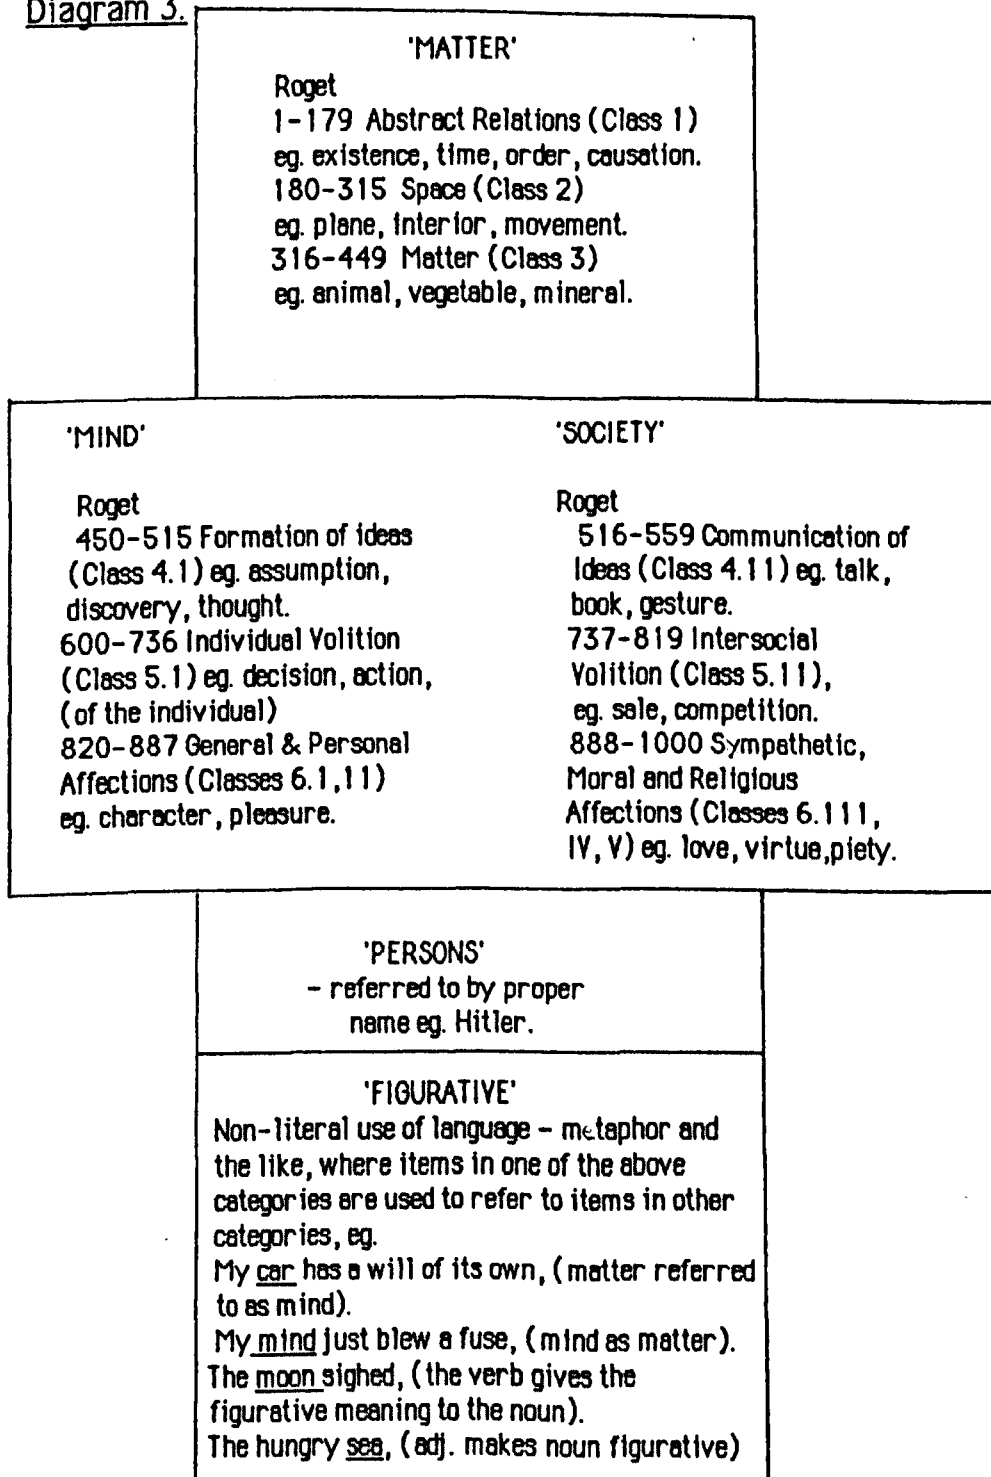 Diagram 3.
'MATTER'
Roget
1-179 Abstract Relations (Class 1)
eg. existence, time, order, causation.
180-315 Space (Class 2)
eg. plane, interior, movement.
316-449 Matter (Class 3)
eg. animal, vegetable, mineral.
'MIND'
Roget
450-515 Formation of ideas
(Class 4.1) eg. assumption,
discovery, thought.
600-736 Individual Volition
(Class 5.1) eg. decision, action,
(of the individual)
820-887 General & Personal
Affections (Classes 6.1,11)
eg. character, pleasure.
'SOCIETY'
Roget
516-559 Communication of
Ideas (Class 4.11) eg. talk,
book, gesture.
737-819 Intersocial
Volition (Class 5.11),
eg. sale, competition.
888-1000 Sympathetic,
Moral and Religious
Affections (Classes 6.111,
IV, V) eg. love, virtue,piety.
'PERSONS'
- referred to by proper
name eg. Hitler.
'FIGURATIVE'
Non-literal use of language - metaphor and
the like, where items in one of the above
categories are used to refer to items in other
categories, eg.
My car has a will of its own, (matter referred
to as mind).
My mind just blew a fuse, (mind as matter).
The moon sighed, (the verb gives the
figurative meaning to the noun).
The hungry sea, (adj. makes noun figurative)